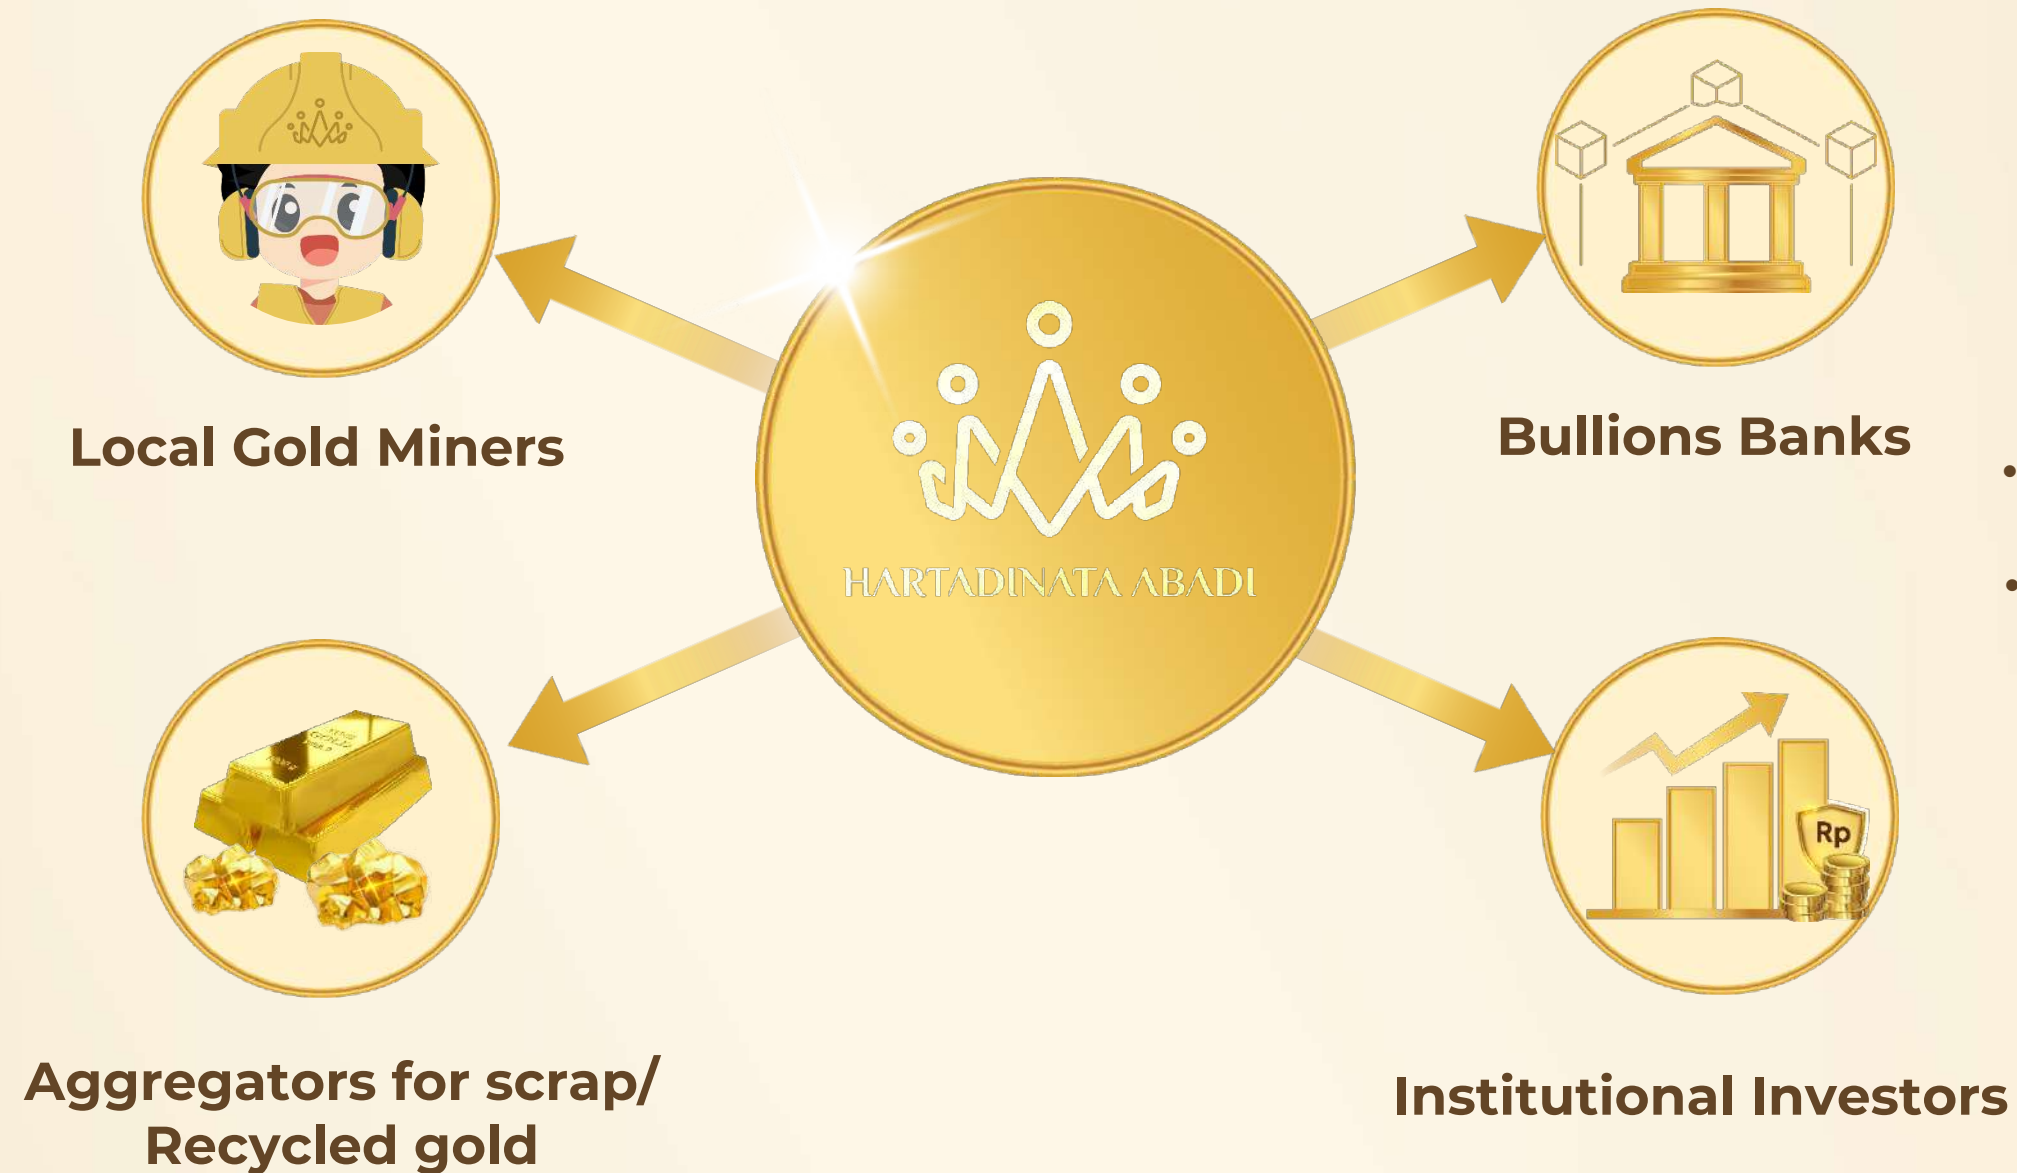 Local Gold Miners
Bullions Banks
HARTADINATA ABADI
Rp
Aggregators for scrap/
Recycled gold
Institutional Investors